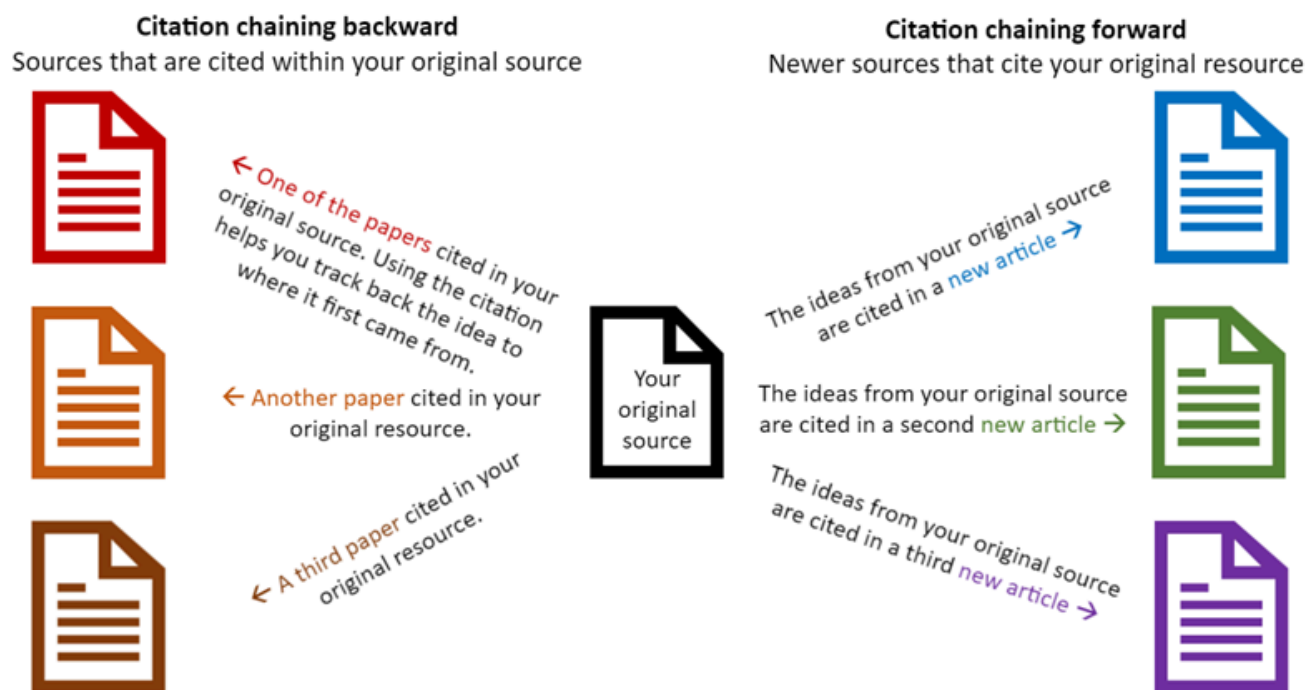 Citation chaining backward
Sources that are cited within your original source
← One of the papers cited in your
original source. Using the citation
helps you track back the idea to
where it first came from.
← Another paper cited in your
original resource.
← A third paper cited in your
original resource.
Your
original
source
Citation chaining forward
Newer sources that cite your original resource
The ideas from your original source
are cited in a new article →
The ideas from your original source
are cited in a second new article →
The ideas from your original source
are cited in a third new article →